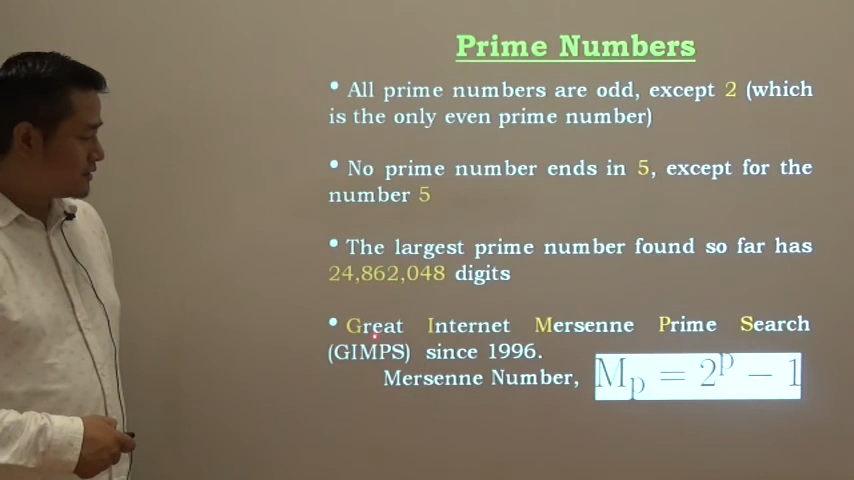 Prime Numbers
• All prime numbers are odd, except 2 (which
is the only even prime number)
• No prime number ends in 5, except for the
number 5
• The largest prime number found so far has
24,862,048 digits
• Great Internet Mersenne Prime Search
(GIMPS) since 1996.
Mersenne Number, Mₚ = 2ᵖ − 1